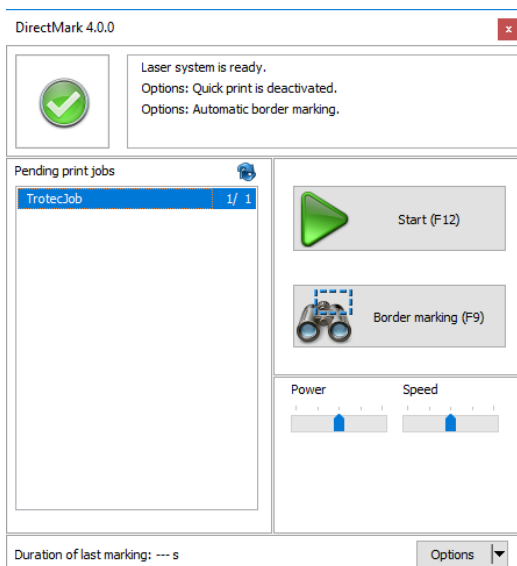 DirectMark 4.0.0
x
Laser system is ready.
Options: Quick print is deactivated.
Options: Automatic border marking.
Pending print jobs
TrotecJob 1/ 1
Start (F12)
Border marking (F9)
Power Speed
Duration of last marking: --- s
Options